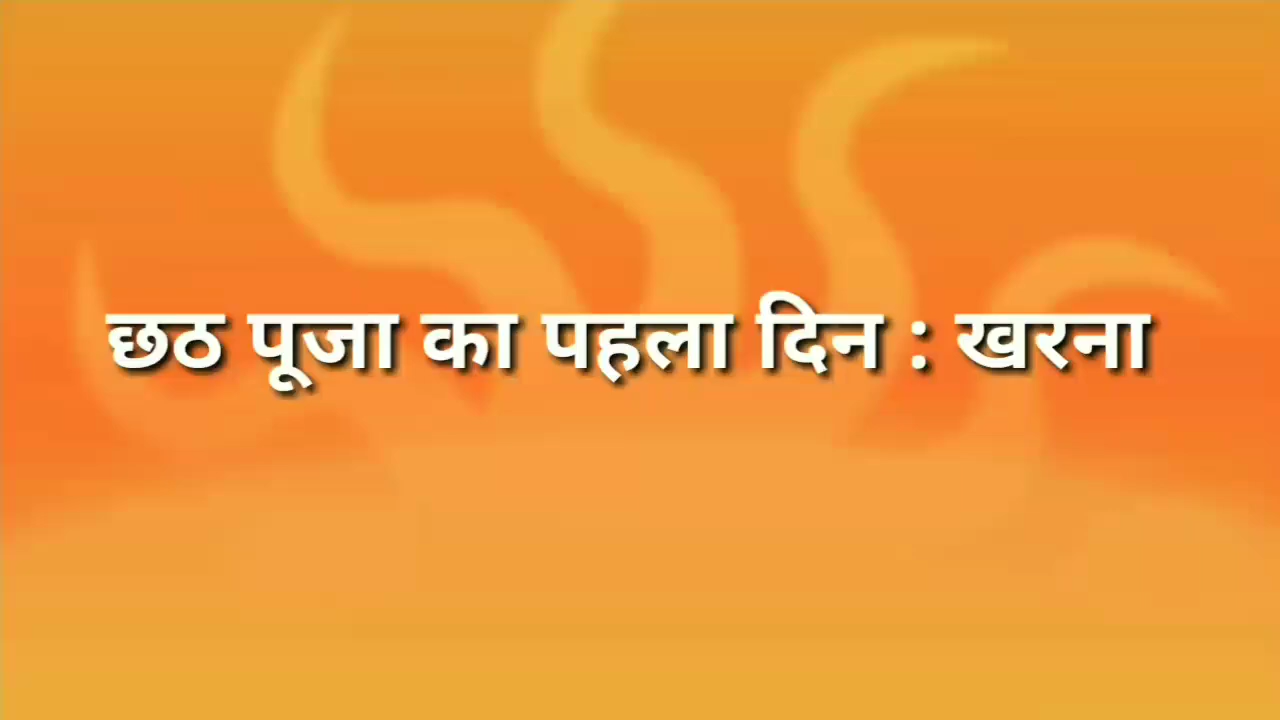 छठ पूजा का पहला दिन : खरना